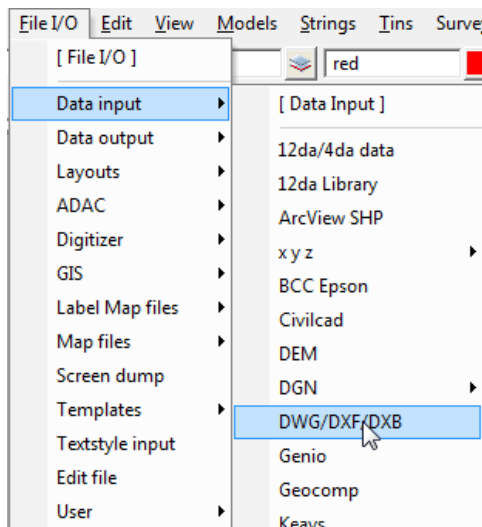 File I/O Edit View Models Strings Tins Surve
[ File I/O ]
red
Data input
Data output
Layouts
ADAC
Digitizer
GIS
Label Map files
Map files
Screen dump
Templates
Textstyle input
Edit file
User
[ Data Input ]
12da/4da data
12da Library
ArcView SHP
x y z
BCC Epson
Civilcad
DEM
DGN
DWG/DXF/DXB
Genio
Geocomp
Keays